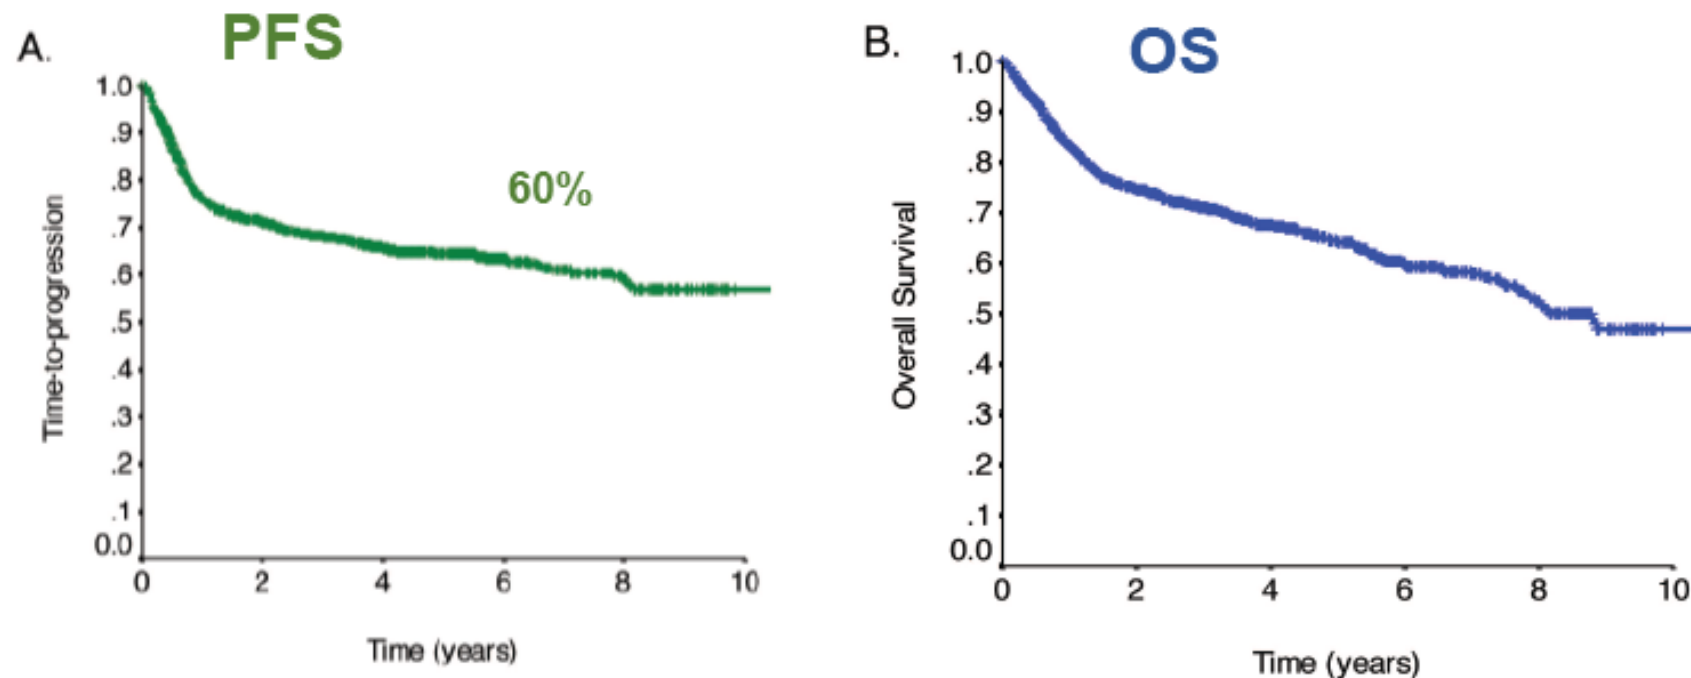 A.
PFS
1.0
.9
.8
.7
.6
.5
.4
.3
.2
.1
0.0
60%
Time-to-progression
0 2 4 6 8 10
Time (years)
B.
OS
1.0
.9
.8
.7
.6
.5
.4
.3
.2
.1
0.0
Overall Survival
0 2 4 6 8 10
Time (years)